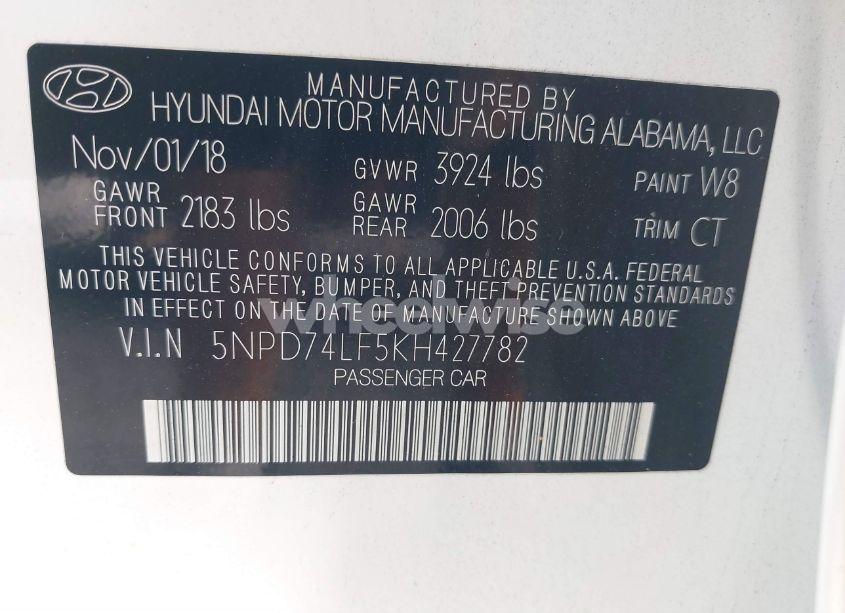 MANUFACTURED BY
HYUNDAI MOTOR MANUFACTURING ALABAMA, LLC
Nov/01/18 GVWR 3924 lbs PAINT W8
GAWR FRONT 2183 lbs GAWR REAR 2006 lbs TRIM CT
THIS VEHICLE CONFORMS TO ALL APPLICABLE U.S.A. FEDERAL
MOTOR VEHICLE SAFETY, BUMPER, AND THEFT PREVENTION STANDARDS
IN EFFECT ON THE DATE OF MANUFACTURE SHOWN ABOVE
wheelwise
V.I.N 5NPD74LF5KH427782
PASSENGER CAR